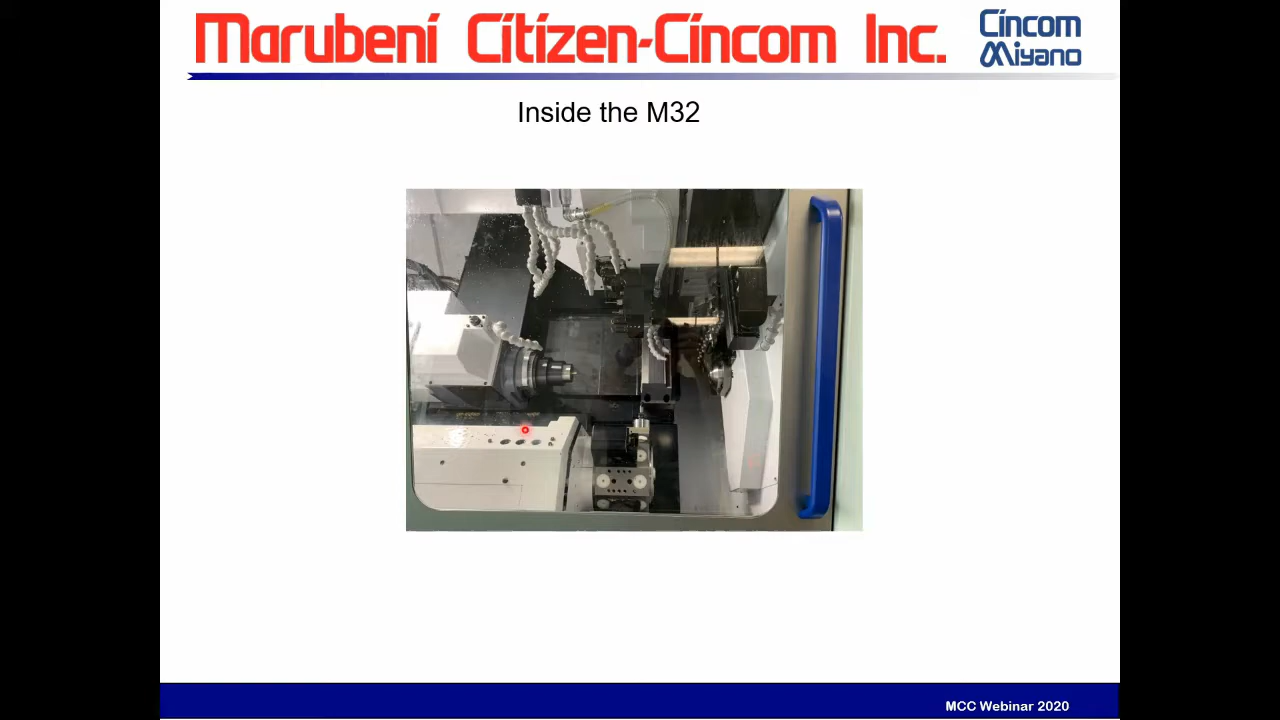 Marubeni Citizen-Cincom Inc.
Cincom
Miyano
Inside the M32
MCC Webinar 2020